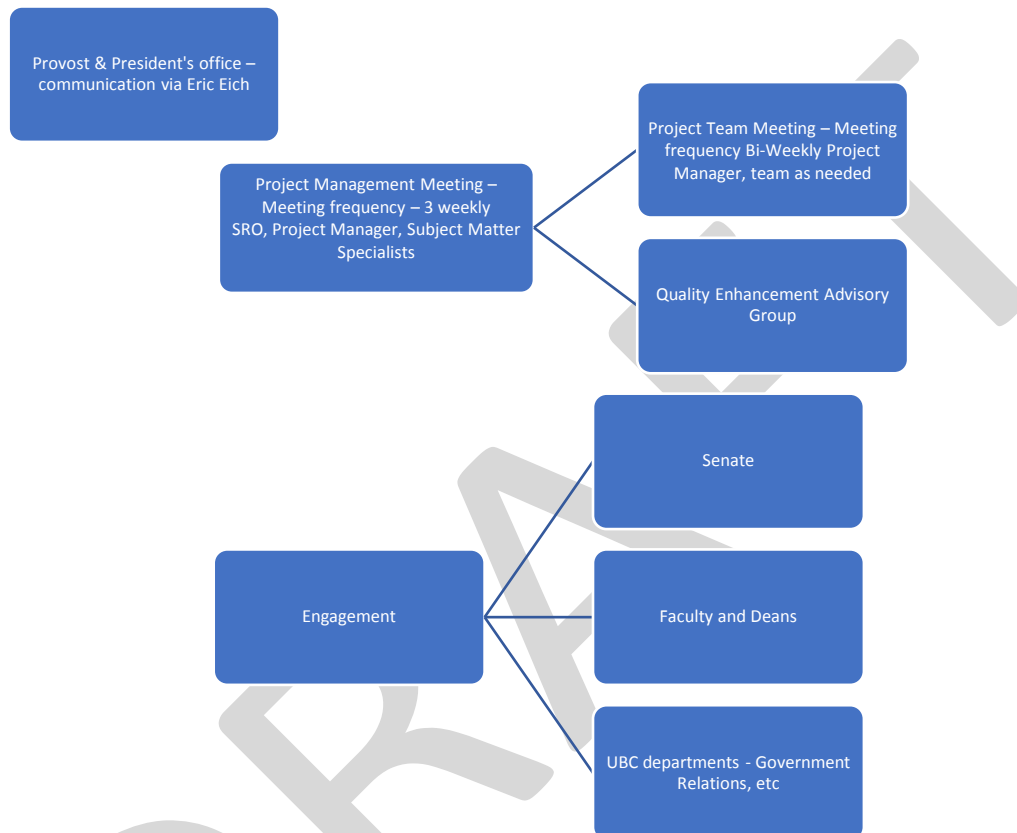 Provost & President's office –
communication via Eric Eich
Project Management Meeting –
Meeting frequency – 3 weekly
SRO, Project Manager, Subject Matter
Specialists
Project Team Meeting – Meeting
frequency Bi-Weekly Project
Manager, team as needed
Quality Enhancement Advisory
Group
Senate
Engagement
Faculty and Deans
UBC departments - Government
Relations, etc